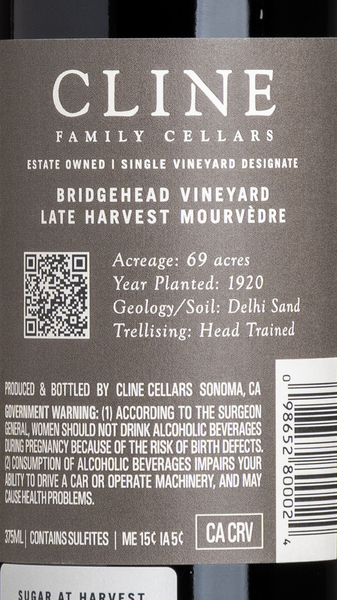 CLINE
FAMILY CELLARS
ESTATE OWNED | SINGLE VINEYARD DESIGNATE
BRIDGEHEAD VINEYARD
LATE HARVEST MOURVÈDRE
Acreage: 69 acres
Year Planted: 1920
Geology/Soil: Delhi Sand
Trellising: Head Trained
PRODUCED & BOTTLED BY CLINE CELLARS SONOMA, CA
GOVERNMENT WARNING: (1) ACCORDING TO THE SURGEON
GENERAL, WOMEN SHOULD NOT DRINK ALCOHOLIC BEVERAGES
DURING PREGNANCY BECAUSE OF THE RISK OF BIRTH DEFECTS.
(2) CONSUMPTION OF ALCOHOLIC BEVERAGES IMPAIRS YOUR
ABILITY TO DRIVE A CAR OR OPERATE MACHINERY, AND MAY
CAUSE HEALTH PROBLEMS.
375ML | CONTAINS SULFITES | ME 15¢ IA 5¢
CA CRV
0 98652 80002 4
SUGAR AT HARVEST